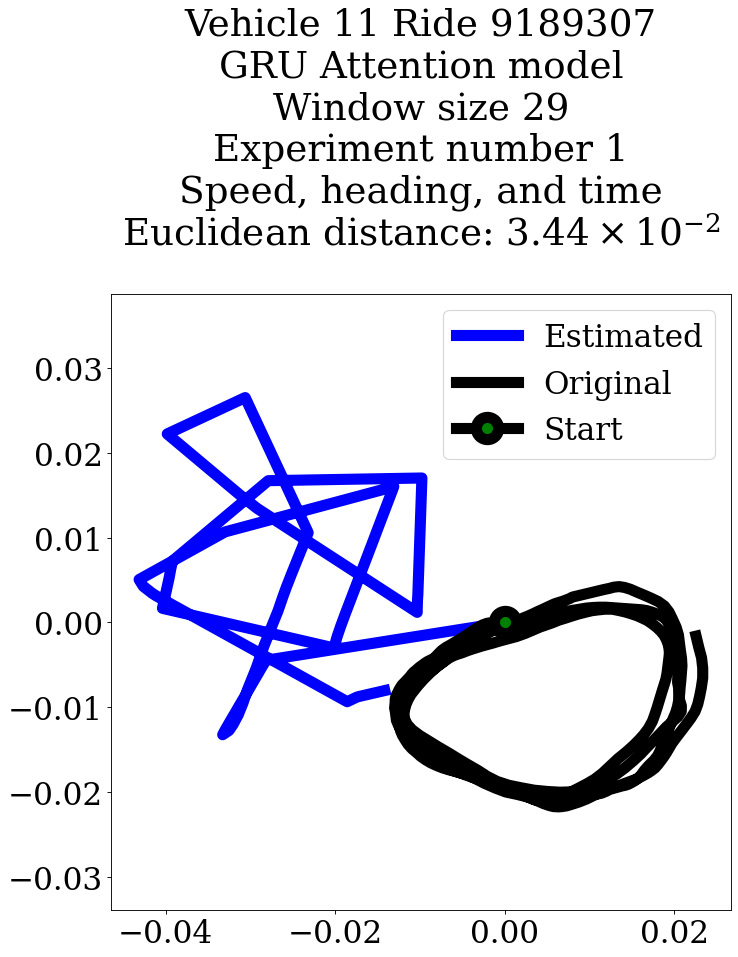 Vehicle 11 Ride 9189307
GRU Attention model
Window size 29
Experiment number 1
Speed, heading, and time
Euclidean distance: 3.44 × 10⁻²
Estimated
Original
Start
0.03
0.02
0.01
0.00
−0.01
−0.02
−0.03
−0.04
−0.02
0.00
0.02